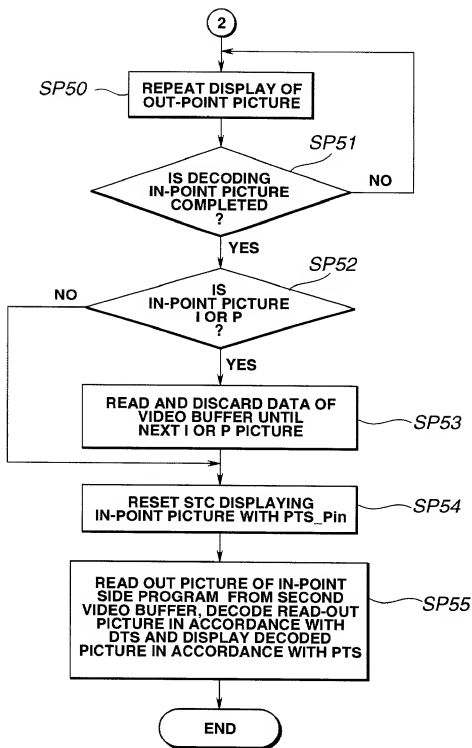 2
SP50
REPEAT DISPLAY OF
OUT-POINT PICTURE
SP51
IS DECODING
IN-POINT PICTURE
COMPLETED
?
NO
YES
SP52
NO
IS
IN-POINT PICTURE
I OR P
?
YES
READ AND DISCARD DATA OF
VIDEO BUFFER UNTIL
NEXT I OR P PICTURE
SP53
RESET STC DISPLAYING
IN-POINT PICTURE WITH PTS_Pin
SP54
READ OUT PICTURE OF IN-POINT
SIDE PROGRAM FROM SECOND
VIDEO BUFFER, DECODE READ-OUT
PICTURE IN ACCORDANCE WITH
DTS AND DISPLAY DECODED
PICTURE IN ACCORDANCE WITH PTS
SP55
END